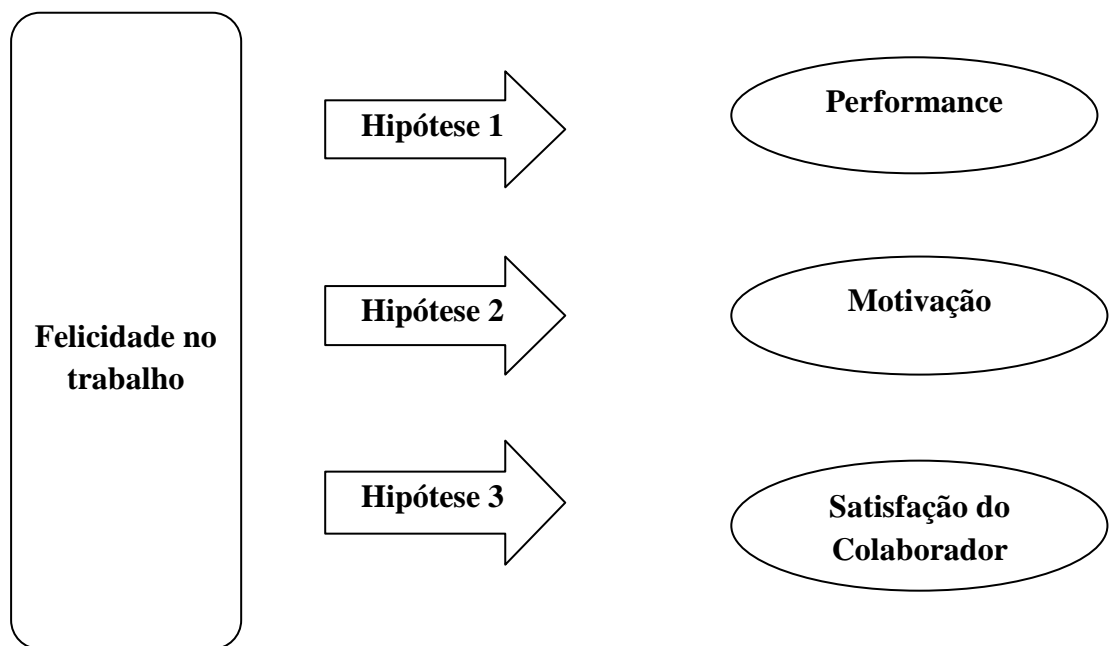 Felicidade no
trabalho
Hipótese 1
Performance
Hipótese 2
Motivação
Hipótese 3
Satisfação do
Colaborador